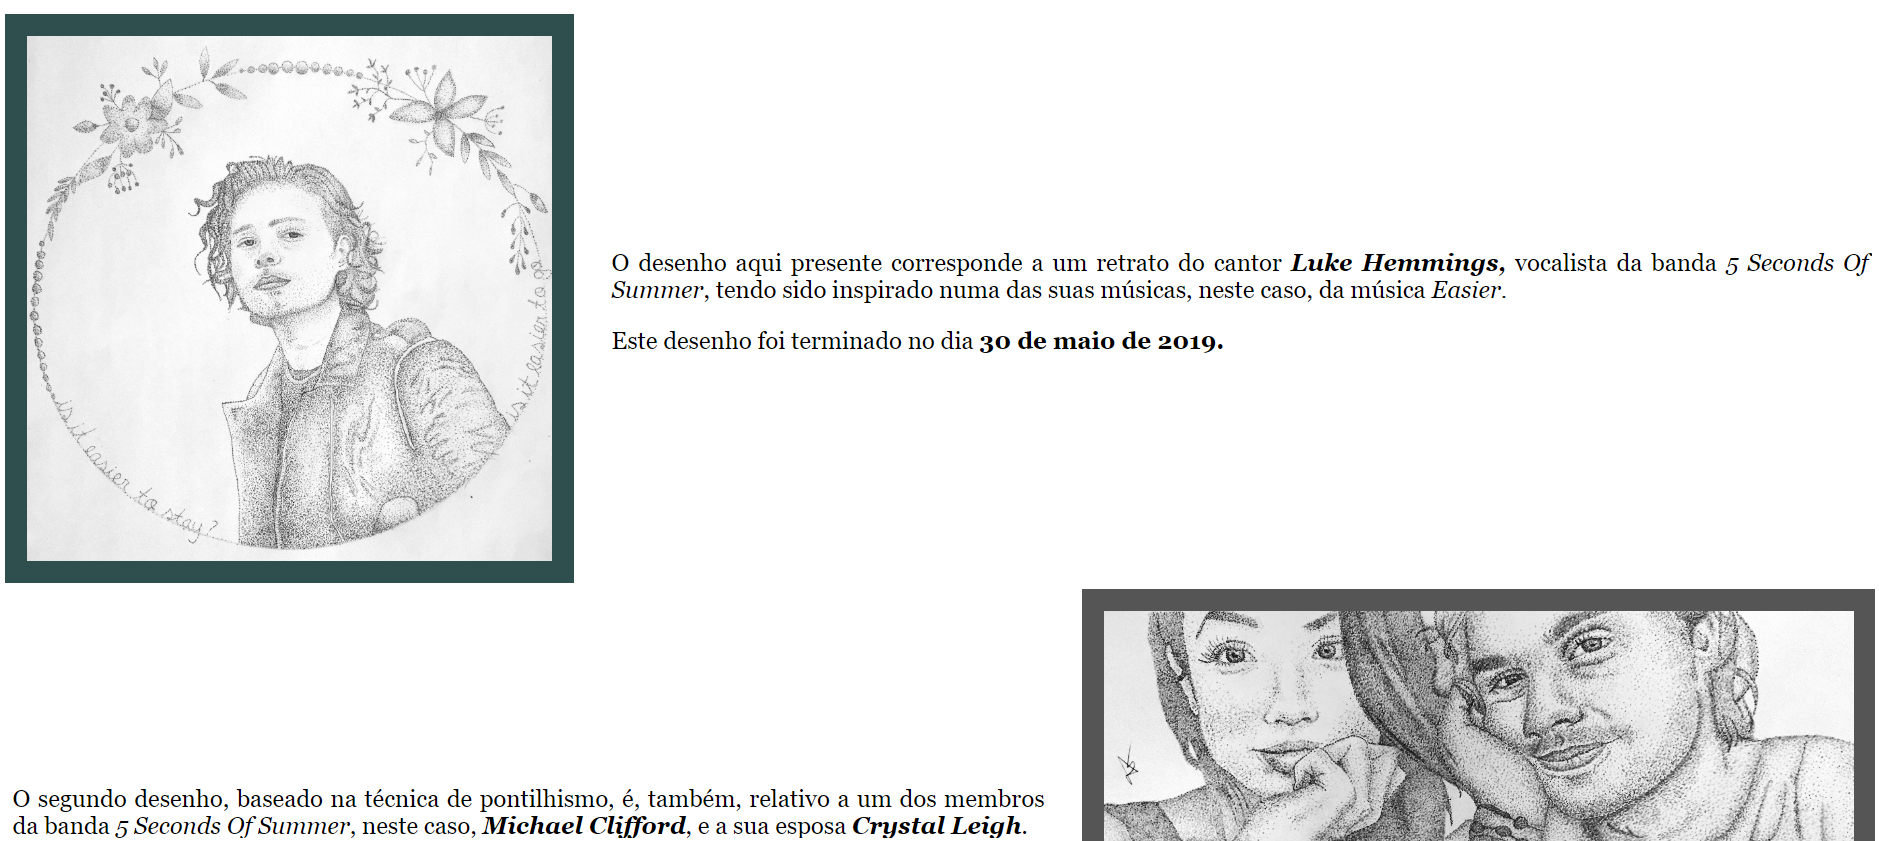 is it easier to stay?
is it easier to go
O desenho aqui presente corresponde a um retrato do cantor Luke Hemmings, vocalista da banda 5 Seconds Of
Summer, tendo sido inspirado numa das suas músicas, neste caso, da música Easier.
Este desenho foi terminado no dia 30 de maio de 2019.
O segundo desenho, baseado na técnica de pontilhismo, é, também, relativo a um dos membros
da banda 5 Seconds Of Summer, neste caso, Michael Clifford, e a sua esposa Crystal Leigh.